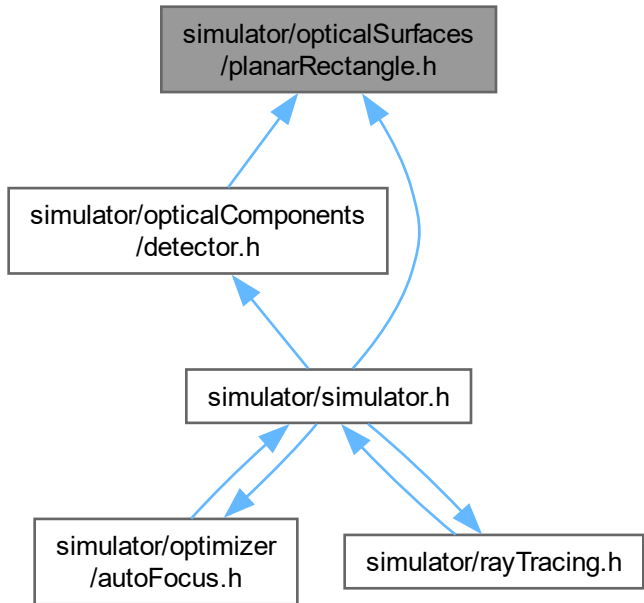 simulator/opticalSurfaces
/planarRectangle.h
simulator/opticalComponents
/detector.h
simulator/simulator.h
simulator/optimizer
/autoFocus.h
simulator/rayTracing.h